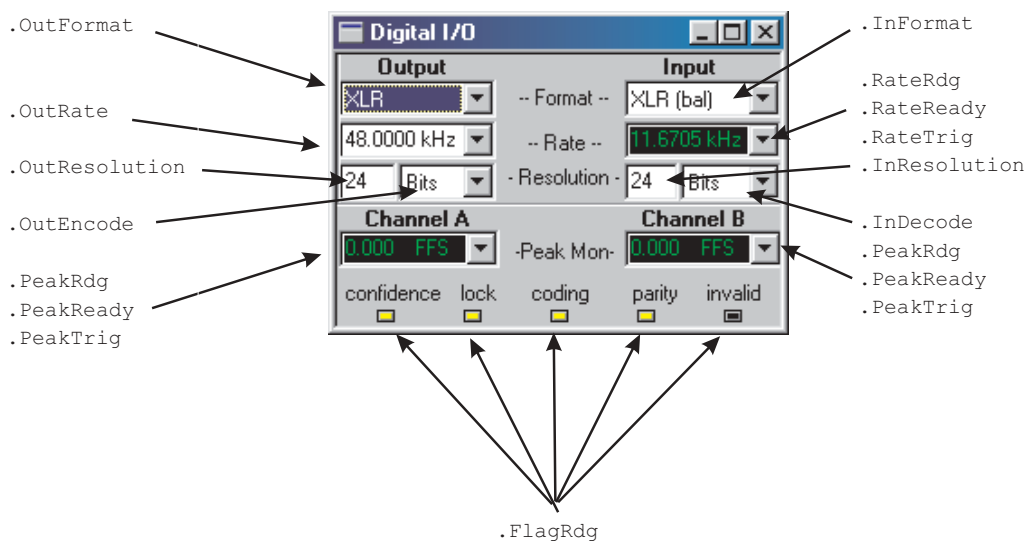 .OutFormat
.OutRate
.OutResolution
.OutEncode
.PeakRdg
.PeakReady
.PeakTrig
Digital I/O
Output Input
XLR -- Format -- XLR (bal)
48.0000 kHz -- Rate -- 11.6705 kHz
24 Bits - Resolution - 24 Bits
Channel A Channel B
0.000 FFS -Peak Mon- 0.000 FFS
confidence lock coding parity invalid
.InFormat
.RateRdg
.RateReady
.RateTrig
.InResolution
.InDecode
.PeakRdg
.PeakReady
.PeakTrig
.FlagRdg